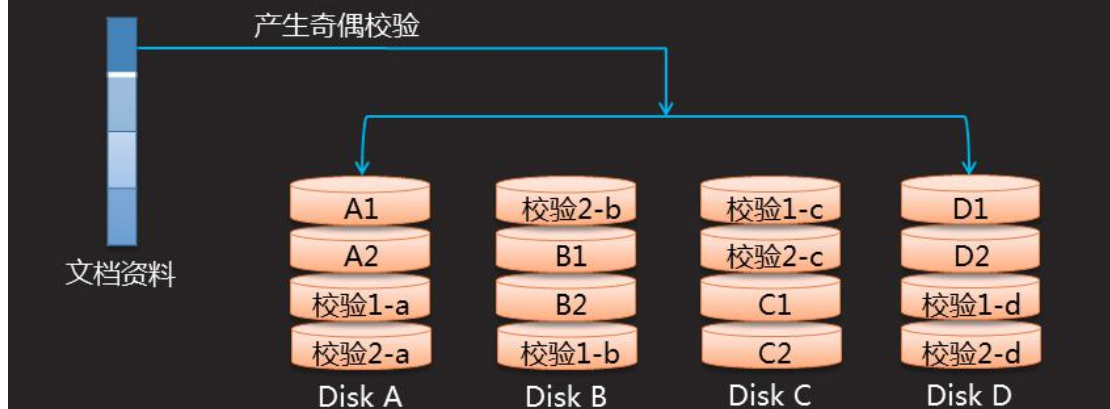 产生奇偶校验
文档资料
A1 校验2-b 校验1-c D1
A2 B1 校验2-c D2
校验1-a B2 C1 校验1-d
校验2-a 校验1-b C2 校验2-d
Disk A Disk B Disk C Disk D